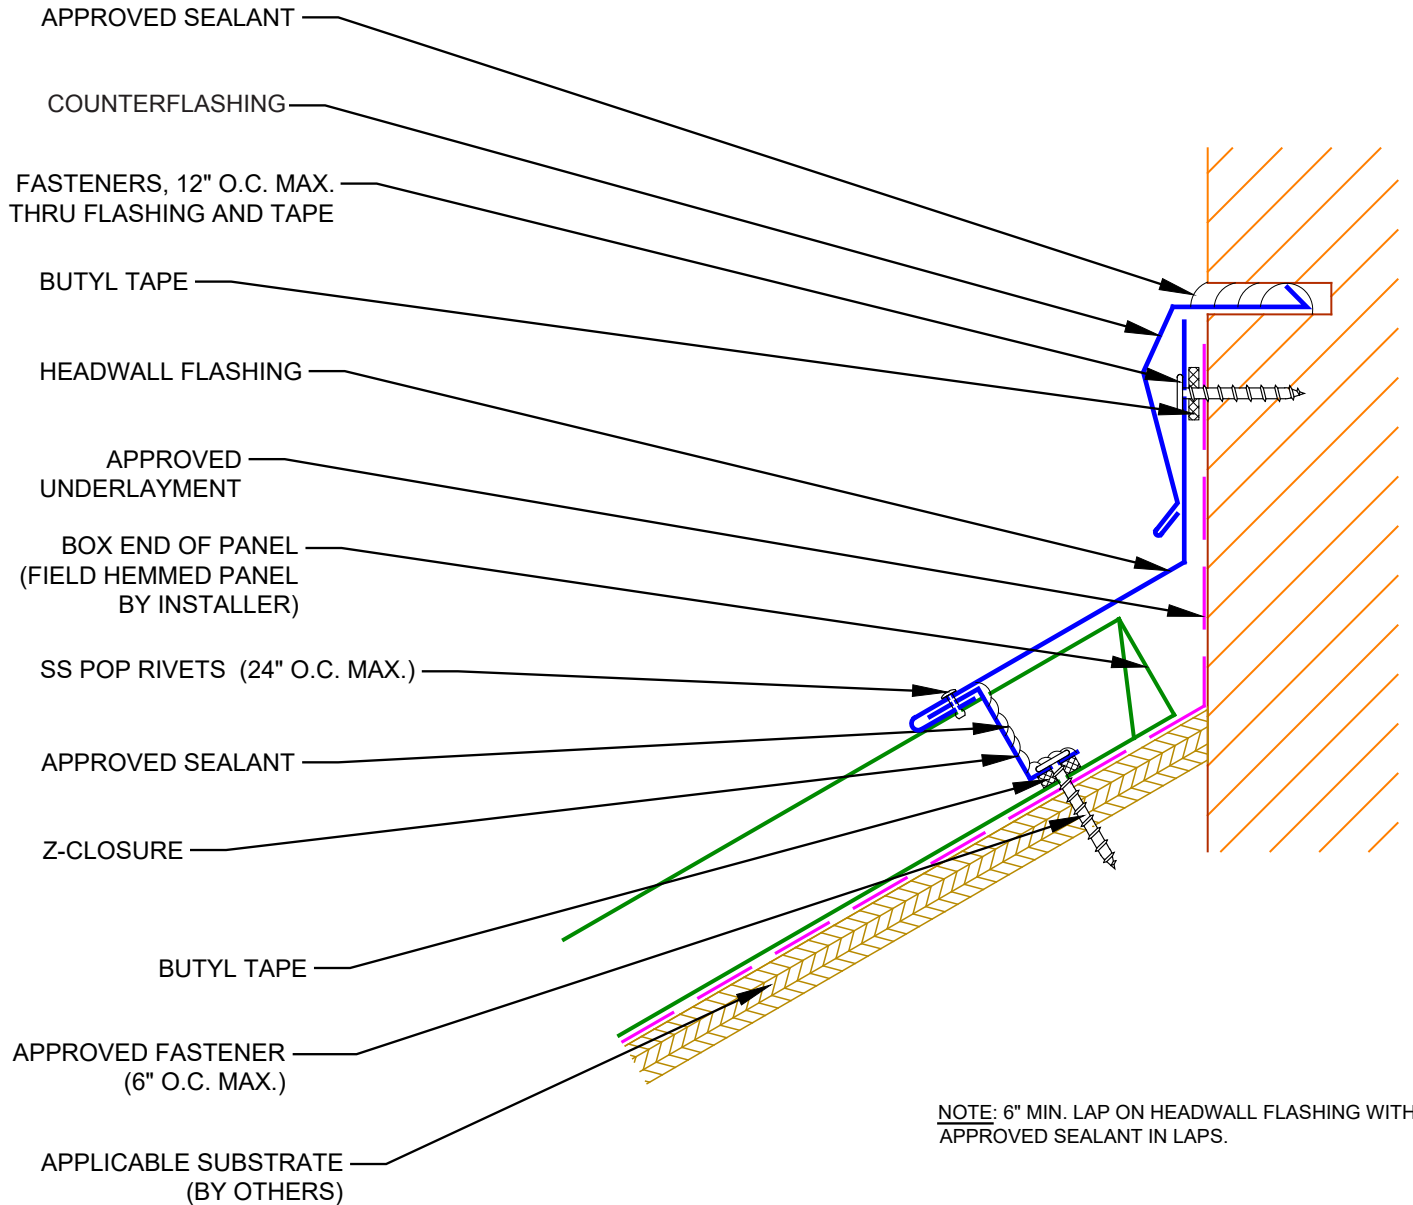 APPROVED SEALANT
COUNTERFLASHING
FASTENERS, 12" O.C. MAX.
THRU FLASHING AND TAPE
BUTYL TAPE
HEADWALL FLASHING
APPROVED
UNDERLAYMENT
BOX END OF PANEL
(FIELD HEMMED PANEL
BY INSTALLER)
SS POP RIVETS (24" O.C. MAX.)
APPROVED SEALANT
Z-CLOSURE
BUTYL TAPE
APPROVED FASTENER
(6" O.C. MAX.)
APPLICABLE SUBSTRATE
(BY OTHERS)
NOTE: 6" MIN. LAP ON HEADWALL FLASHING WITH
APPROVED SEALANT IN LAPS.